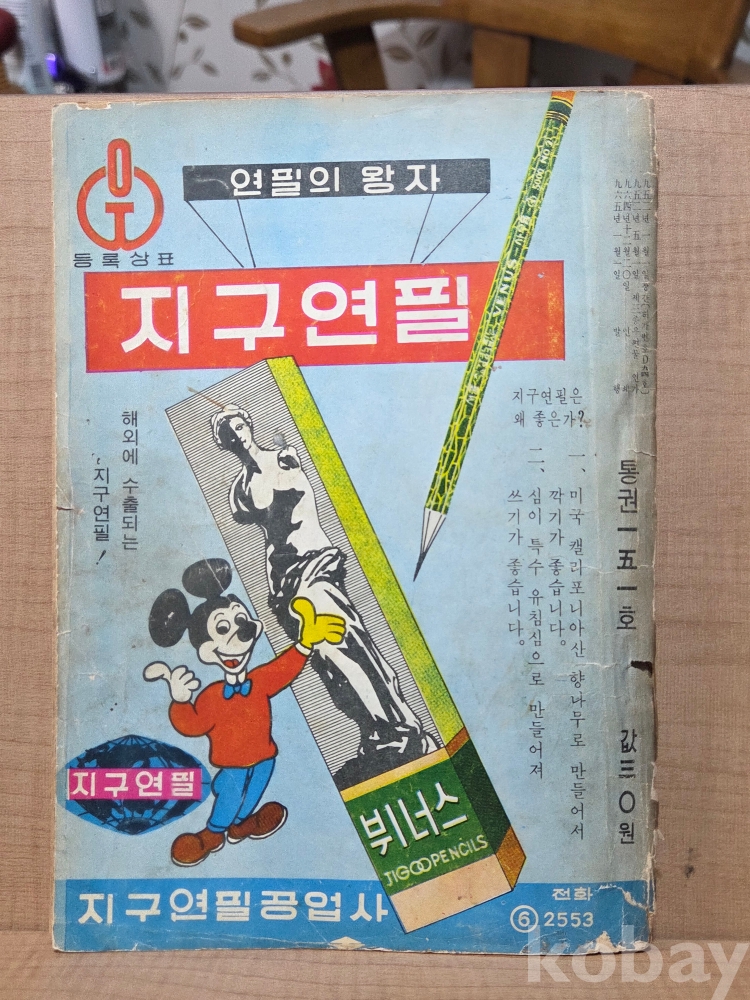 등록상표
연필의 왕자
지구연필
해외에 수출되는
지구연필!
지구연필은
왜 좋은가?
一、미국 캘리포니아산 향나무로 만들어서
깍기가 좋습니다。
二、심이 특수 유침심으로 만들어져
쓰기가 좋습니다。
통권一五一호
값三〇원
지구연필
뷔너스
JIGOOPENCILS
지구연필공업사
전화
⑥2553
kobay